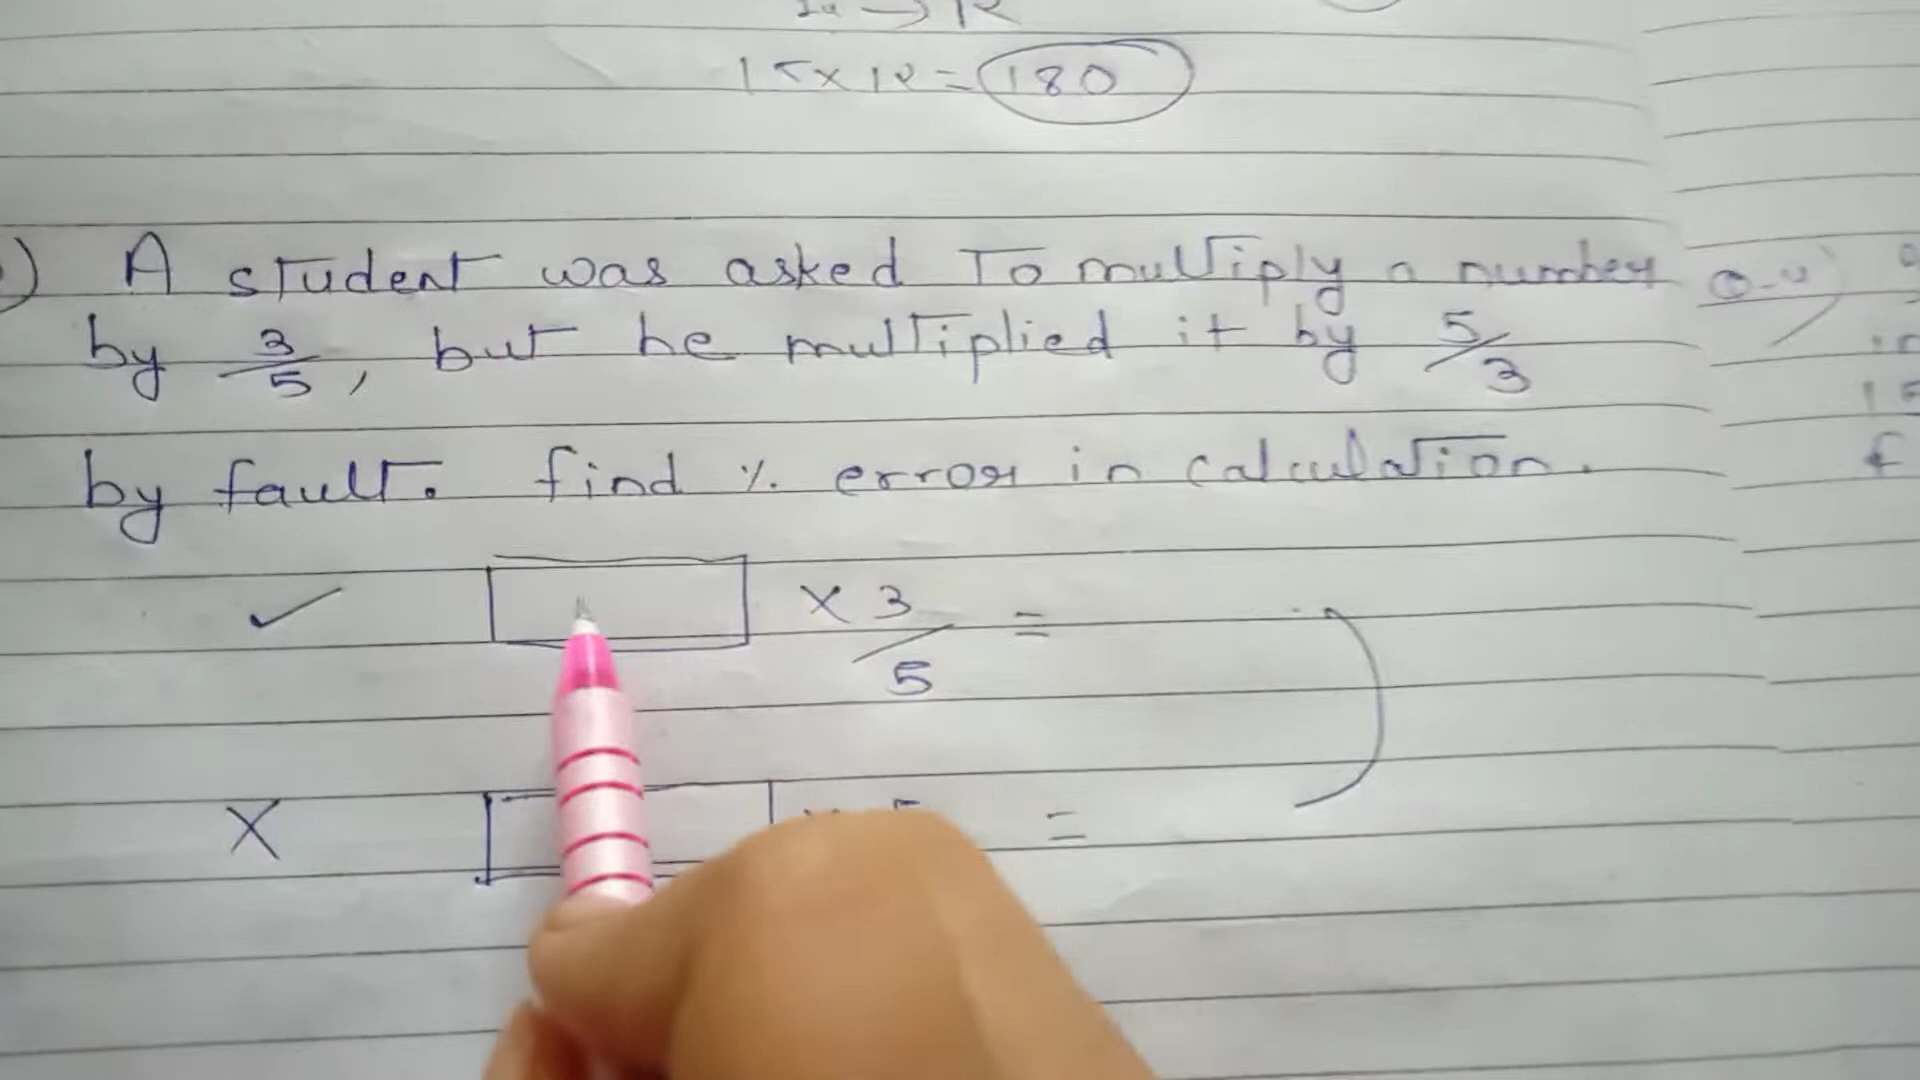 15 x 12 = 180
A student was asked To multiply a number
by 3/5, but he multiplied it by 5/3
by fault. find % error in calculation.
✓ x 3/5 =
X =